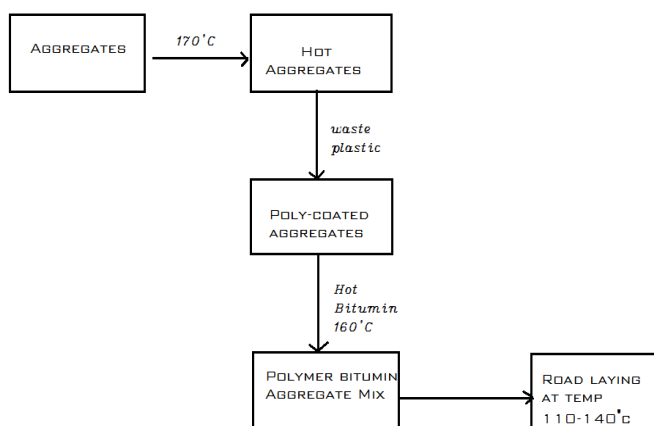 AGGREGATES
170°C
HOT
AGGREGATES
waste
plastic
POLY-COATED
AGGREGATES
Hot
Bitumin
160°C
POLYMER BITUMIN
AGGREGATE MIX
ROAD LAYING
AT TEMP
110-140°C